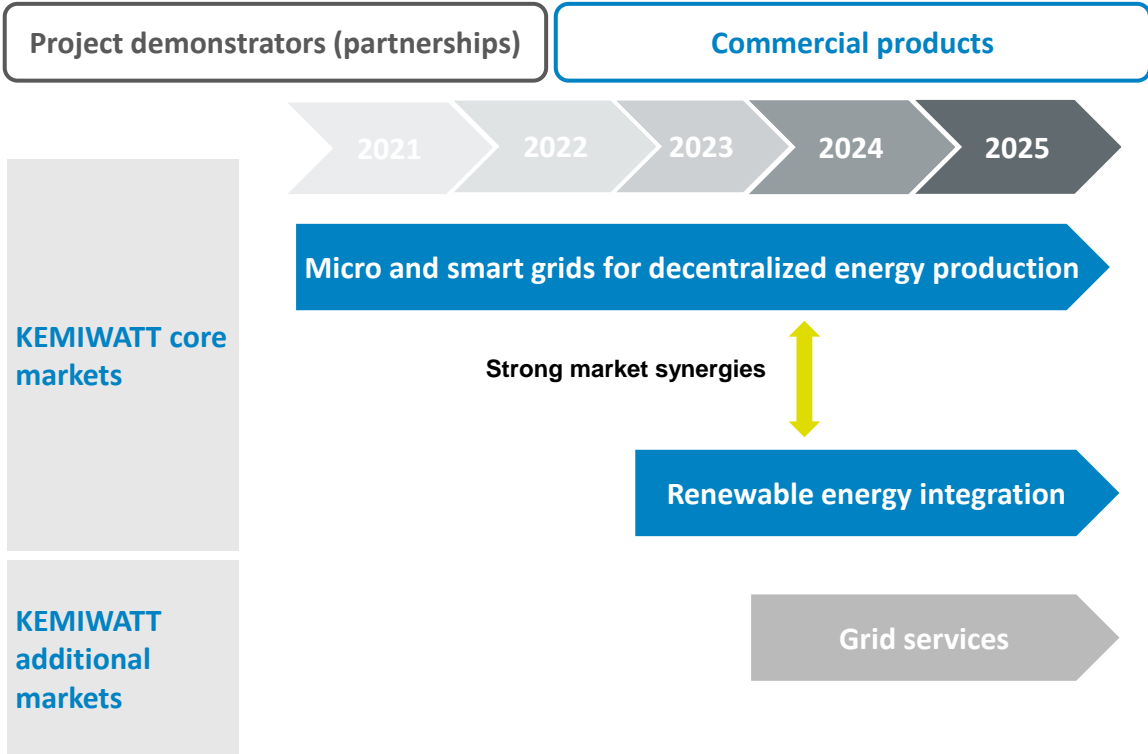 Project demonstrators (partnerships)
Commercial products
2021
2022
2023
2024
2025
Micro and smart grids for decentralized energy production
KEMIWATT core
markets
Strong market synergies
Renewable energy integration
KEMIWATT
additional
markets
Grid services